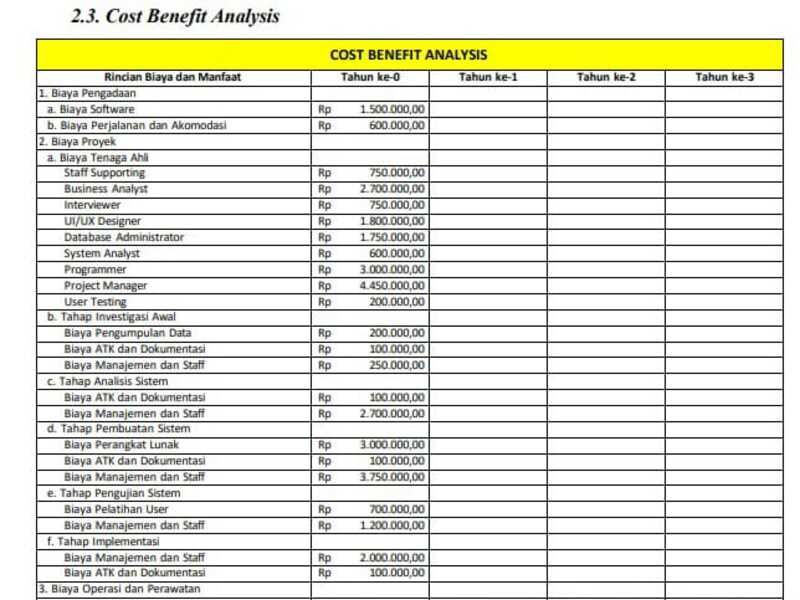 2.3. Cost Benefit Analysis
COST BENEFIT ANALYSIS
Rincian Biaya dan Manfaat Tahun ke-0 Tahun ke-1 Tahun ke-2 Tahun ke-3
1. Biaya Pengadaan
a. Biaya Software Rp 1.500.000,00
b. Biaya Perjalanan dan Akomodasi Rp 600.000,00
2. Biaya Proyek
a. Biaya Tenaga Ahli
Staff Supporting Rp 750.000,00
Business Analyst Rp 2.700.000,00
Interviewer Rp 750.000,00
UI/UX Designer Rp 1.800.000,00
Database Administrator Rp 1.750.000,00
System Analyst Rp 600.000,00
Programmer Rp 3.000.000,00
Project Manager Rp 4.450.000,00
User Testing Rp 200.000,00
b. Tahap Investigasi Awal
Biaya Pengumpulan Data Rp 200.000,00
Biaya ATK dan Dokumentasi Rp 100.000,00
Biaya Manajemen dan Staff Rp 250.000,00
c. Tahap Analisis Sistem
Biaya ATK dan Dokumentasi Rp 100.000,00
Biaya Manajemen dan Staff Rp 2.700.000,00
d. Tahap Pembuatan Sistem
Biaya Perangkat Lunak Rp 3.000.000,00
Biaya ATK dan Dokumentasi Rp 100.000,00
Biaya Manajemen dan Staff Rp 3.750.000,00
e. Tahap Pengujian Sistem
Biaya Pelatihan User Rp 700.000,00
Biaya Manajemen dan Staff Rp 1.200.000,00
f. Tahap Implementasi
Biaya Manajemen dan Staff Rp 2.000.000,00
Biaya ATK dan Dokumentasi Rp 100.000,00
3. Biaya Operasi dan Perawatan